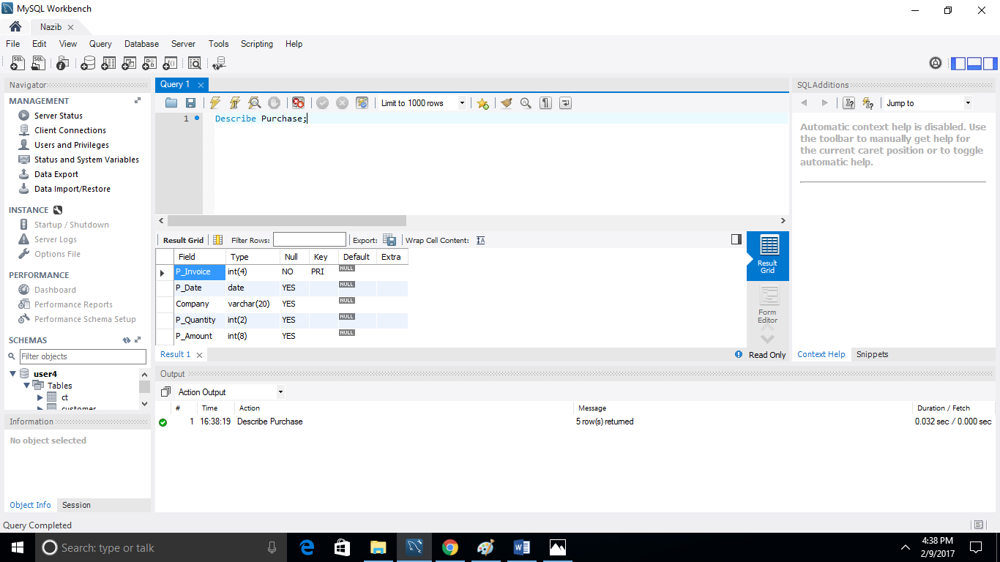 MySQL Workbench
Nazib
File Edit View Query Database Server Tools Scripting Help
Navigator
MANAGEMENT
Server Status
Client Connections
Users and Privileges
Status and System Variables
Data Export
Data Import/Restore
INSTANCE
Startup / Shutdown
Server Logs
Options File
PERFORMANCE
Dashboard
Performance Reports
Performance Schema Setup
SCHEMAS
Filter objects
user4
Tables
ct
customer
Information
No object selected
Object Info Session
Query 1
Limit to 1000 rows
1 Describe Purchase;
Result Grid Filter Rows: Export: Wrap Cell Content:
Field Type Null Key Default Extra
P_Invoice int(4) NO PRI NULL
P_Date date YES NULL
Company varchar(20) YES NULL
P_Quantity int(2) YES NULL
P_Amount int(8) YES NULL
Result Grid
Form Editor
Result 1 Read Only
SQLAdditions
Jump to
Automatic context help is disabled. Use
the toolbar to manually get help for
the current caret position or to toggle
automatic help.
Context Help Snippets
Output
Action Output
# Time Action Message Duration / Fetch
1 16:38:19 Describe Purchase 5 row(s) returned 0.032 sec / 0.000 sec
Query Completed
Search: type or talk
4:38 PM
2/9/2017